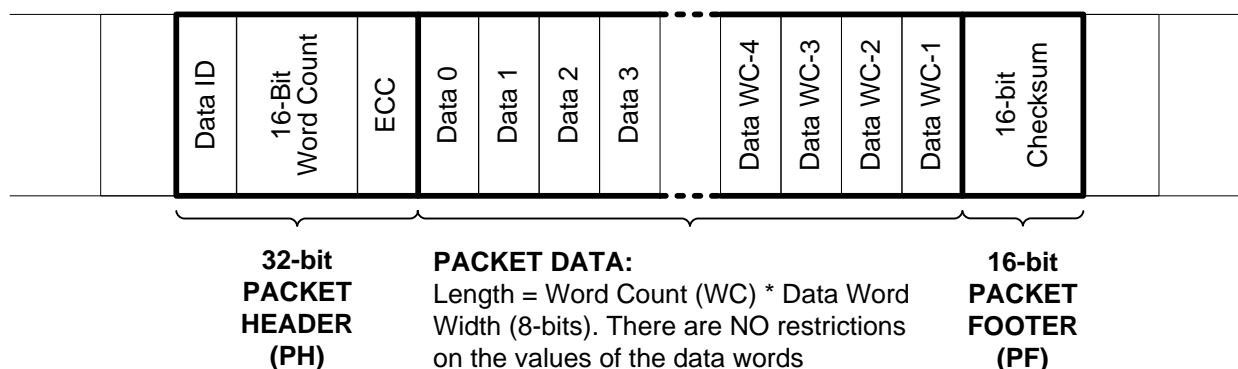 Data ID
16-Bit
Word Count
ECC
Data 0
Data 1
Data 2
Data 3
Data WC-4
Data WC-3
Data WC-2
Data WC-1
16-bit
Checksum
32-bit
PACKET
HEADER
(PH)
PACKET DATA:
Length = Word Count (WC) * Data Word
Width (8-bits). There are NO restrictions
on the values of the data words
16-bit
PACKET
FOOTER
(PF)